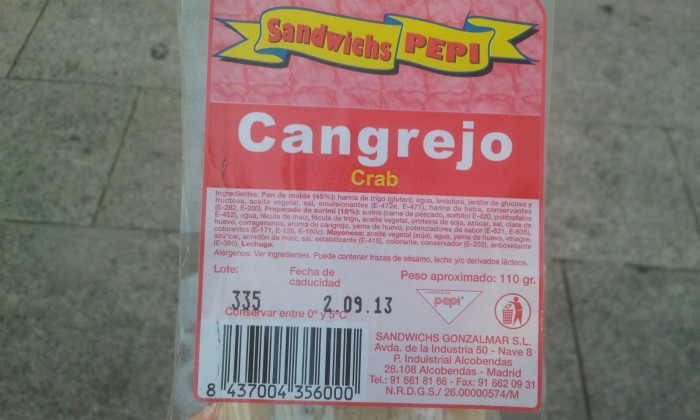 Sandwichs PEPI
Cangrejo
Crab
Ingredientes: Pan de molde (45%): harina de trigo (gluten), agua, levadura, jarabe de glucosa y
fructosa, aceite vegetal, sal, emulsionantes (E-472e, E-471), harina de haba, conservantes
(E-282, E-200). Preparado de surimi (18%): surimi (carne de pescado, sorbitol E-420, polifosfatos
E-452), agua, fécula de maíz, fécula de trigo, aceite vegetal, proteína de soja, azúcar, sal, clara de
huevo, carragenanos, aroma de cangrejo, yema de huevo, potenciadores de sabor (E-621, E-635),
colorantes (E-171, E-120, E-160c). Mayonesa: aceite vegetal (soja), agua, yema de huevo, vinagre,
azúcar, almidón de maíz, sal, estabilizante (E-415), colorante, conservador (E-202), antioxidante
(E-385). Lechuga.
Alérgenos: Ver ingredientes. Puede contener trazas de sésamo, leche y/o derivados lácteos.
Lote:
Fecha de
caducidad
Peso aproximado: 110 gr.
335
2.09.13
Conservar entre 0º y 5ºC
pepi
SANDWICHS GONZALMAR S.L.
Avda. de la Industria 50 - Nave 8
P. Indulstrial Alcobendas
28.108 Alcobendas - Madrid
Tel.: 91 661 81 66 - Fax: 91 662 09 31
N.R.D.G.S./ 26.00000574/M
8 437004 356000